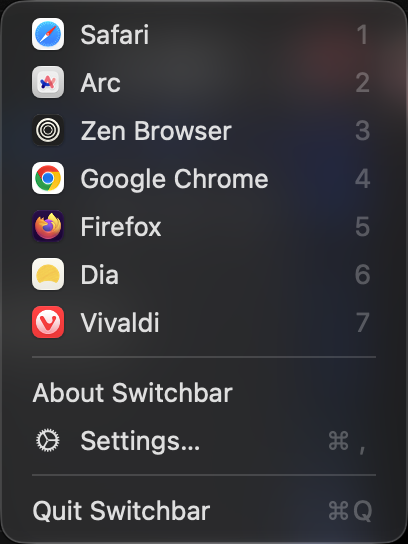 Safari 1
Arc 2
Zen Browser 3
Google Chrome 4
Firefox 5
Dia 6
Vivaldi 7
About Switchbar
Settings... ⌘ ,
Quit Switchbar ⌘Q